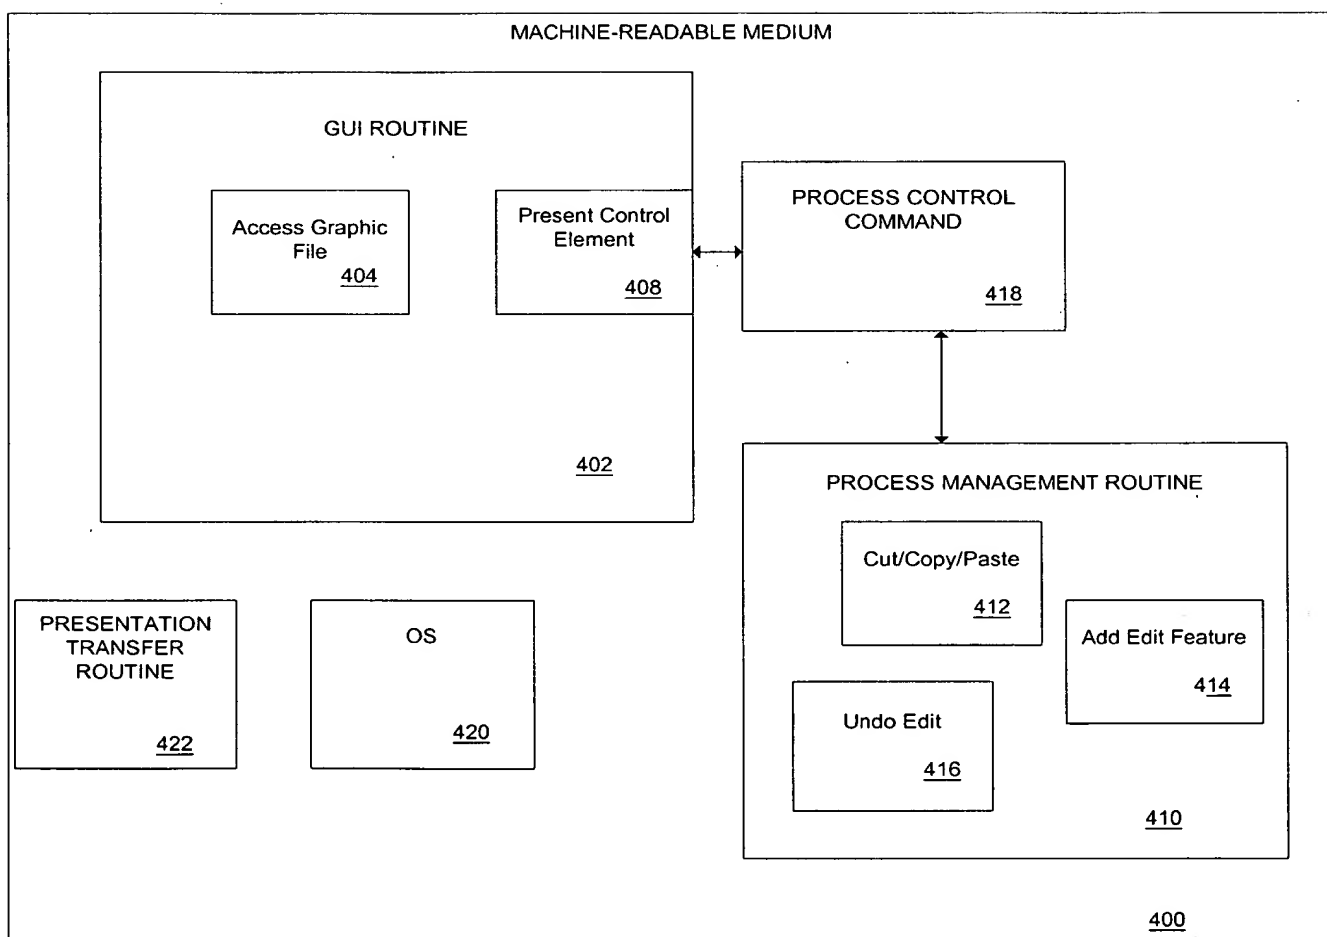 MACHINE-READABLE MEDIUM
GUI ROUTINE
Access Graphic
File
404
Present Control
Element
408
402
PROCESS CONTROL
COMMAND
418
PROCESS MANAGEMENT ROUTINE
Cut/Copy/Paste
412
Add Edit Feature
414
Undo Edit
416
410
PRESENTATION
TRANSFER
ROUTINE
422
OS
420
400